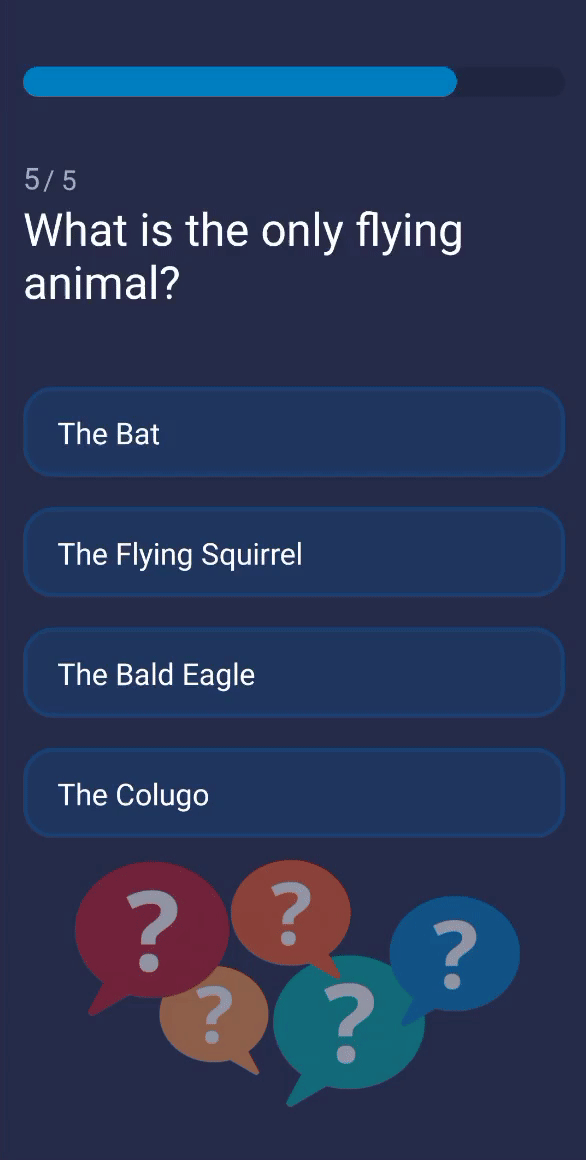 5/ 5
What is the only flying
animal?
The Bat
The Flying Squirrel
The Bald Eagle
The Colugo
? ? ?
? ?